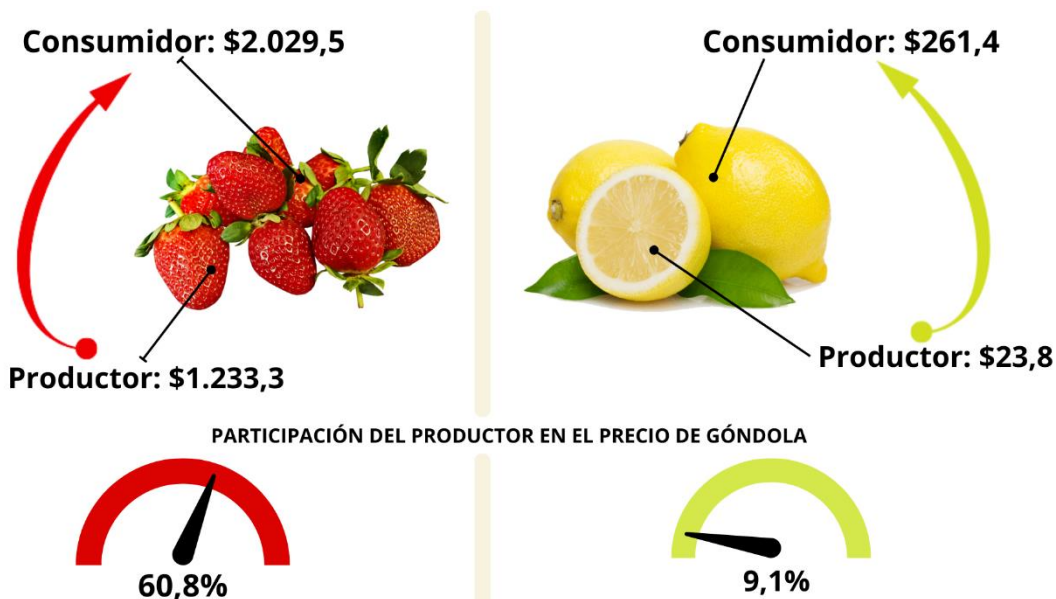 Consumidor: $2.029,5
Consumidor: $261,4
Productor: $1.233,3
Productor: $23,8
PARTICIPACIÓN DEL PRODUCTOR EN EL PRECIO DE GÓNDOLA
60,8%
9,1%